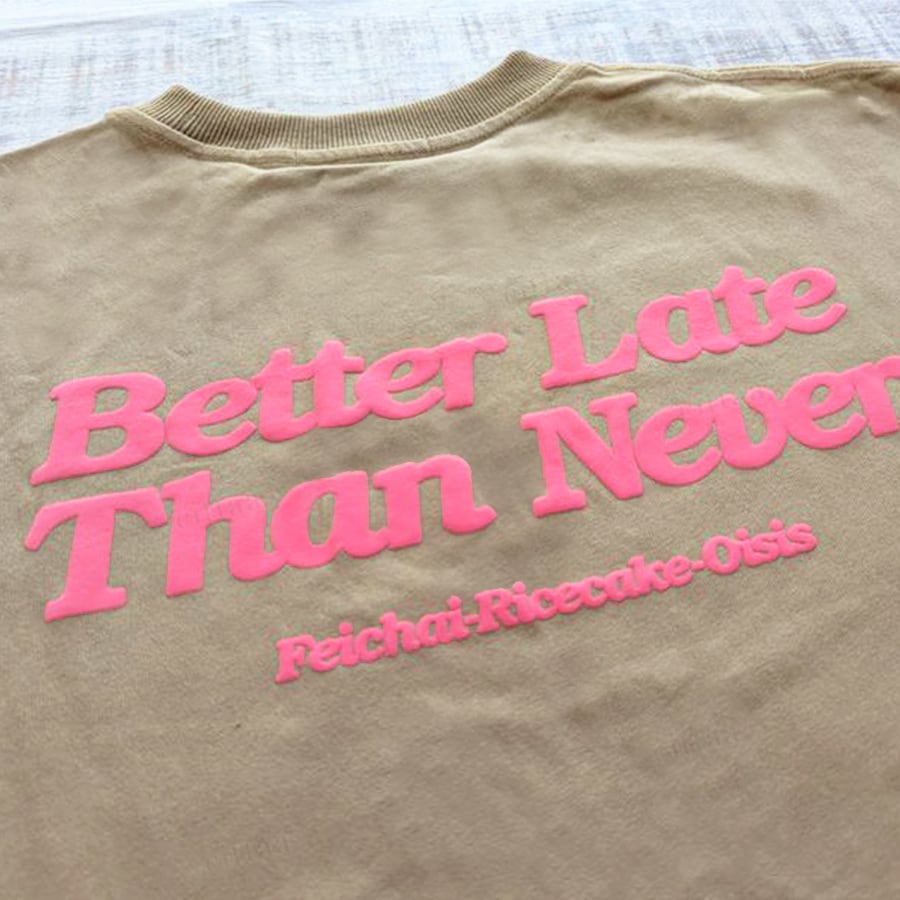 Better Late
Than Never
Feichai-Ricecake-Oisis